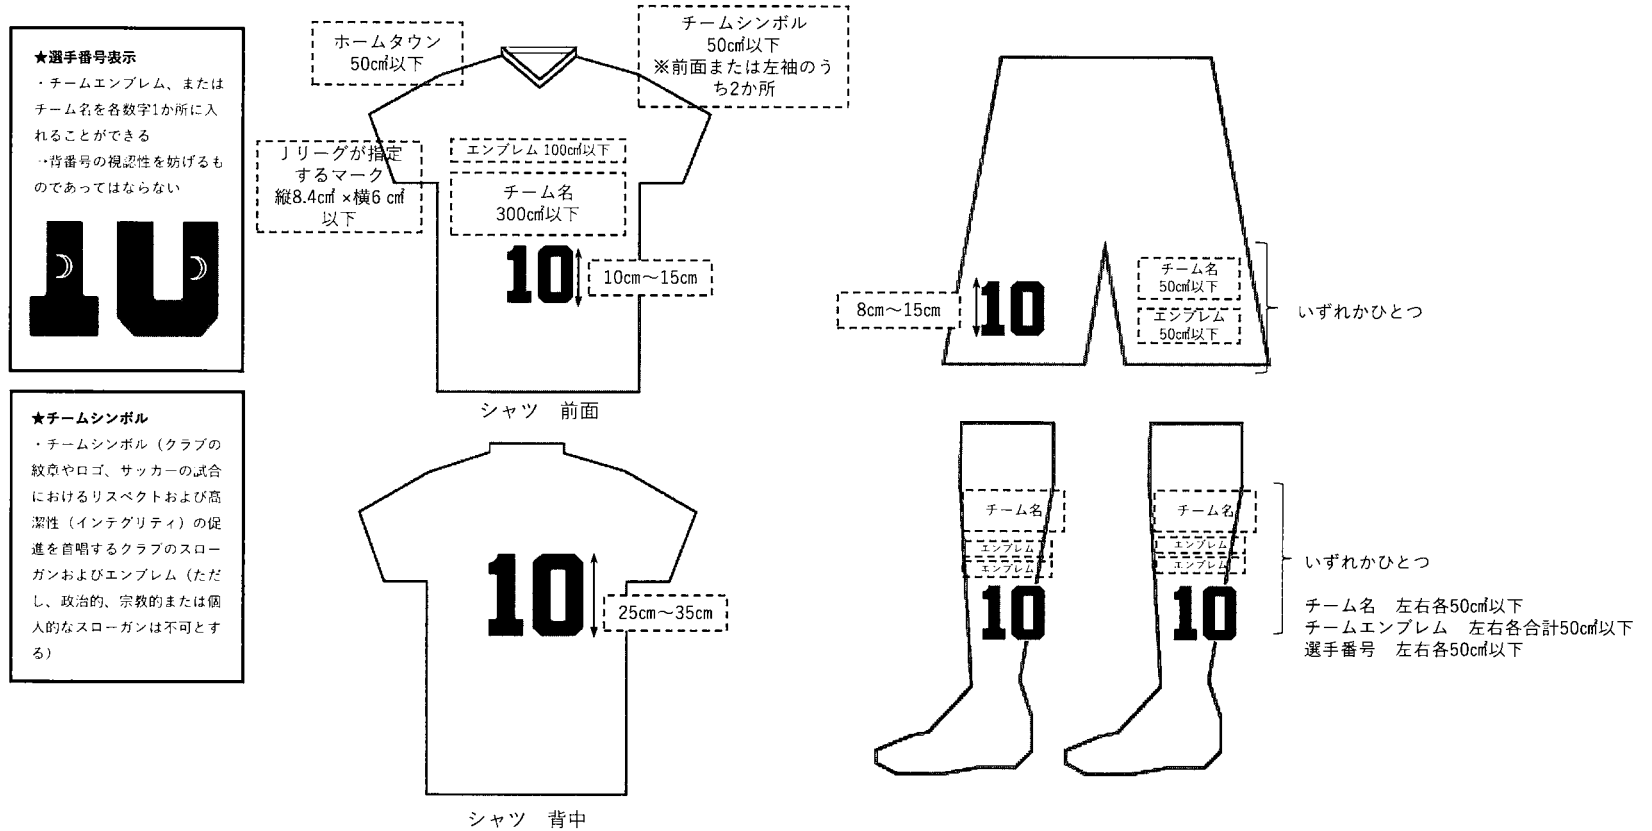 ★選手番号表示
・チームエンブレム、または
チーム名を各数字1か所に入
れることができる
→背番号の視認性を妨げるも
のであってはならない
10
★チームシンボル
・チームシンボル（クラブの
紋章やロゴ、サッカーの試合
におけるリスペクトおよび高
潔性（インテグリティ）の促
進を首唱するクラブのスロー
ガンおよびエンブレム（ただ
し、政治的、宗教的または個
人的なスローガンは不可とす
る）
ホームタウン
50c㎡以下
チームシンボル
50c㎡以下
※前面または左袖のう
ち2か所
Jリーグが指定
するマーク
縦8.4c㎡ ×横6 c㎡
以下
エンブレム 100c㎡以下
チーム名
300c㎡以下
10
10cm～15cm
シャツ　前面
10
25cm～35cm
シャツ　背中
8cm～15cm
10
チーム名
50c㎡以下
エンブレム
50c㎡以下
いずれかひとつ
チーム名
エンブレム
エンブレム
10
チーム名
エンブレム
エンブレム
10
いずれかひとつ
チーム名　左右各50c㎡以下
チームエンブレム　左右各合計50c㎡以下
選手番号　左右各50c㎡以下